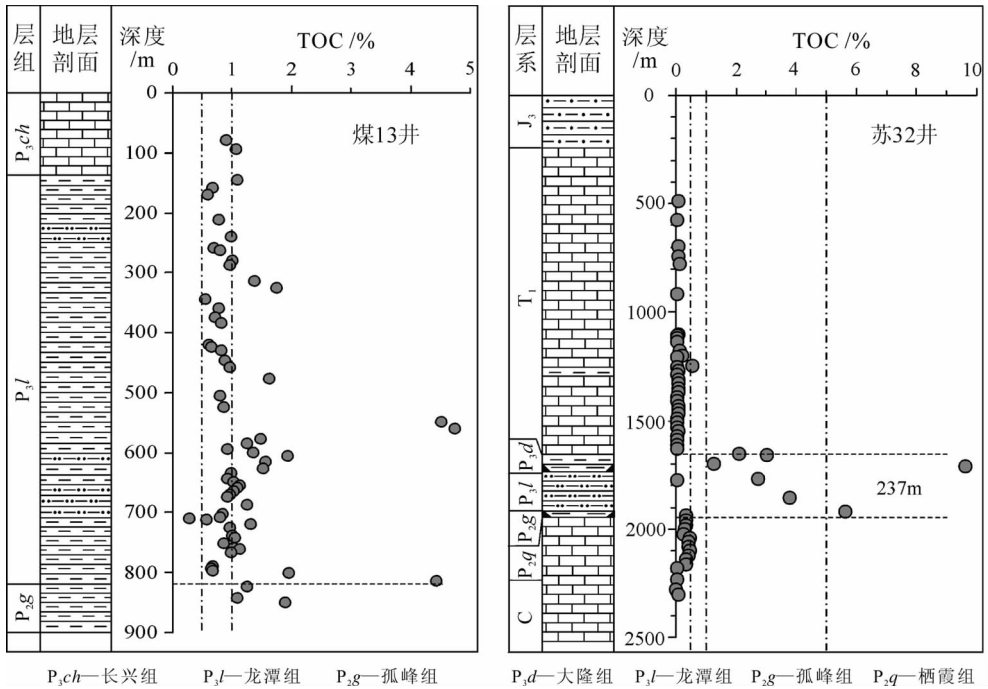 层组
地层剖面
深度/m
TOC /%
0 1 2 3 4 5
煤13井
P₃ch
P₃l
P₂g
0
100
200
300
400
500
600
700
800
900
P₃ch—长兴组 P₃l—龙潭组 P₂g—孤峰组
层系
地层剖面
深度/m
TOC /%
0 2 4 6 8 10
苏32井
J₃
T₁
P₃d
P₃l
P₂g
P₂q
C
0
500
1000
1500
2000
2500
237m
P₃d—大隆组 P₃l—龙潭组 P₂g—孤峰组 P₂q—栖霞组